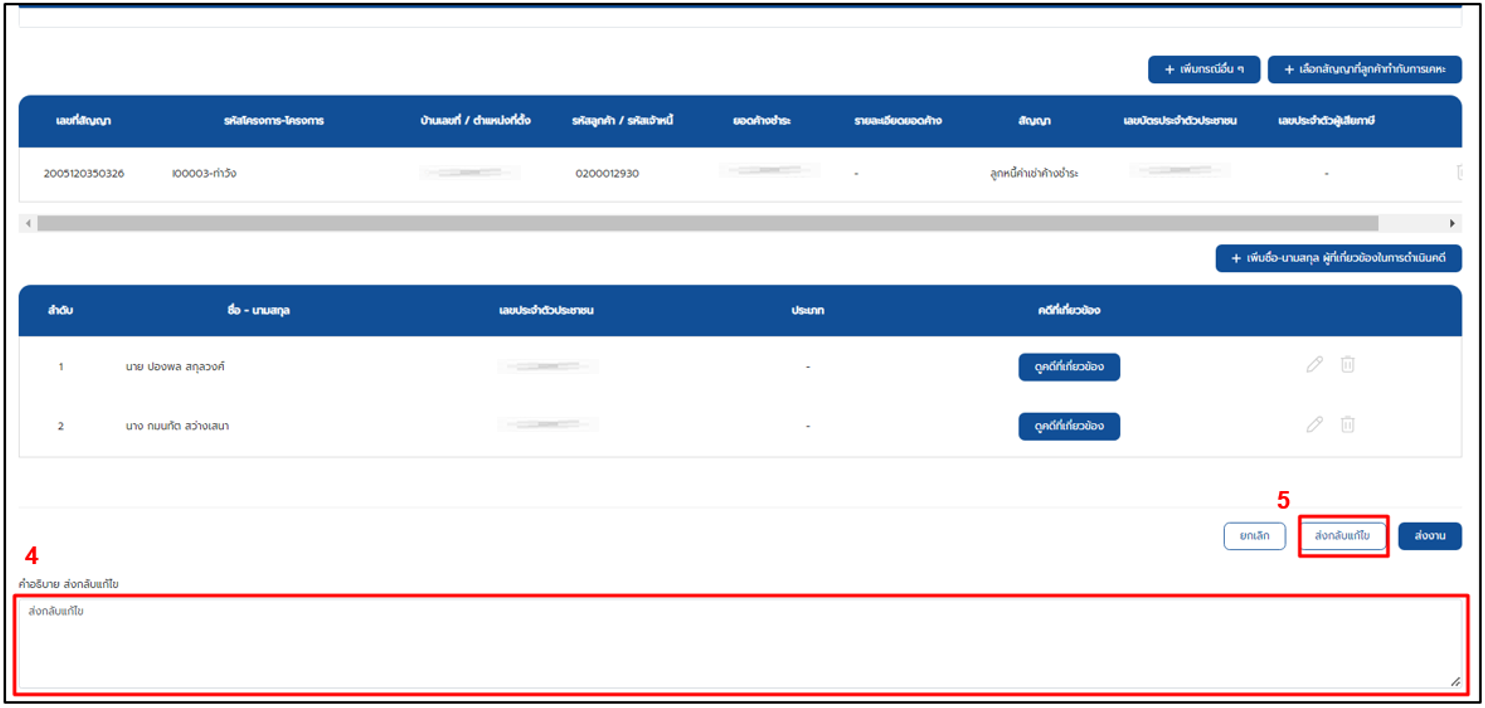 + เพิ่มกรณีอื่น ๆ + เลือกสัญญาที่ลูกค้าทำกับการเคหะ
เลขที่สัญญา รหัสโครงการ-โครงการ บ้านเลขที่ / ตำแหน่งที่ตั้ง รหัสลูกค้า / รหัสเจ้าหนี้ ยอดค้างชำระ รายละเอียดยอดค้าง สัญญา เลขบัตรประจำตัวประชาชน เลขประจำตัวผู้เสียภาษี
2005120350326 I00003-ท่าวัง 0200012930 - ลูกหนี้ค่าเช่าค้างชำระ -
+ เพิ่มชื่อ-นามสกุล ผู้ที่เกี่ยวข้องในการดำเนินคดี
ลำดับ ชื่อ - นามสกุล เลขประจำตัวประชาชน ประเภท คดีที่เกี่ยวข้อง
1 นาย ปองพล สกุลวงศ์ - ดูคดีที่เกี่ยวข้อง
2 นาง กมนทัต สว่างเสนา - ดูคดีที่เกี่ยวข้อง
5
ยกเลิก ส่งกลับแก้ไข ส่งงาน
4
คำอธิบาย ส่งกลับแก้ไข
ส่งกลับแก้ไข